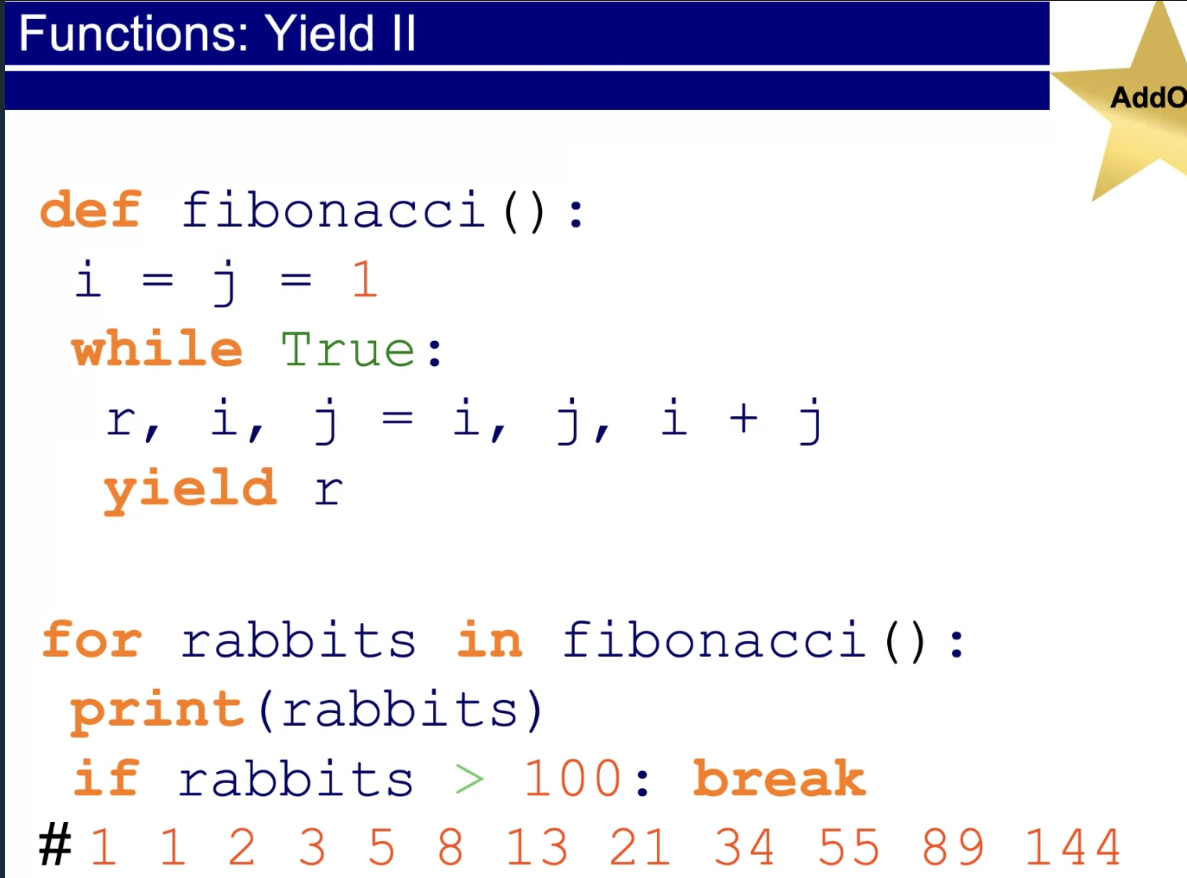 Functions: Yield II
AddO
def fibonacci():
 i = j = 1
 while True:
  r, i, j = i, j, i + j
  yield r
for rabbits in fibonacci():
 print(rabbits)
 if rabbits > 100: break
# 1 1 2 3 5 8 13 21 34 55 89 144